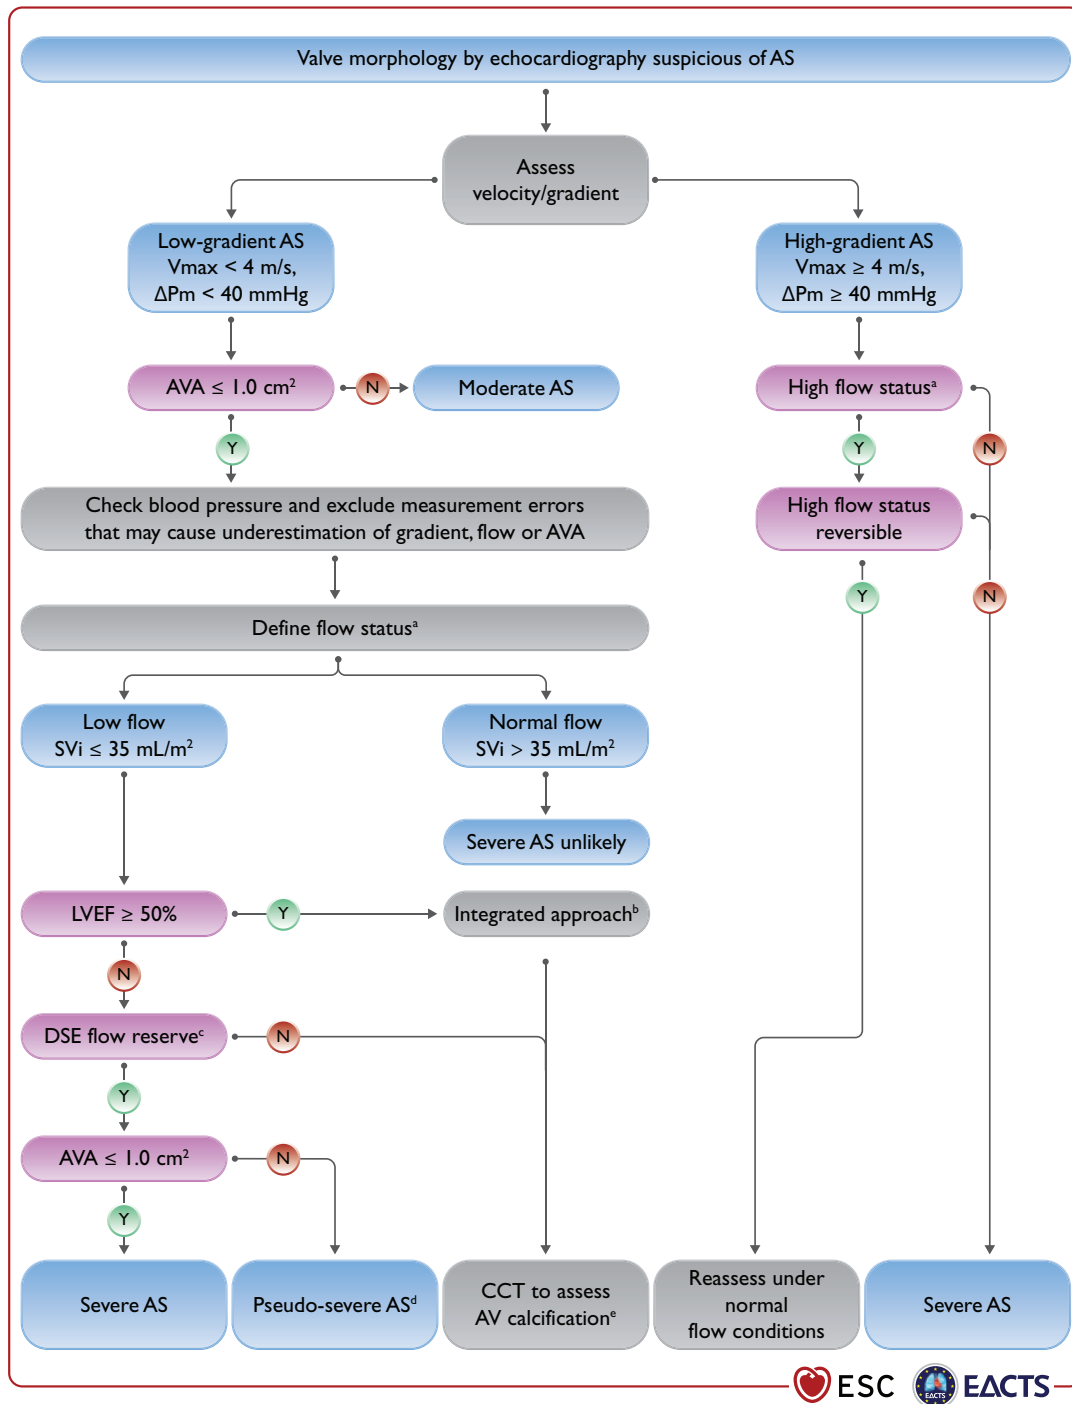 Valve morphology by echocardiography suspicious of AS
Assess
velocity/gradient
Low-gradient AS
Vmax < 4 m/s,
ΔPm < 40 mmHg
High-gradient AS
Vmax ≥ 4 m/s,
ΔPm ≥ 40 mmHg
AVA ≤ 1.0 cm²
N
Moderate AS
High flow statusᵃ
Y
Y
N
Check blood pressure and exclude measurement errors
that may cause underestimation of gradient, flow or AVA
High flow status
reversible
Y
N
Define flow statusᵃ
Low flow
SVi ≤ 35 mL/m²
Normal flow
SVi > 35 mL/m²
Severe AS unlikely
LVEF ≥ 50%
Y
Integrated approachᵇ
N
DSE flow reserveᶜ
N
Y
AVA ≤ 1.0 cm²
N
Y
Severe AS
Pseudo-severe ASᵈ
CCT to assess
AV calcificationᵉ
Reassess under
normal
flow conditions
Severe AS
ESC
EACTS
EΔCTS